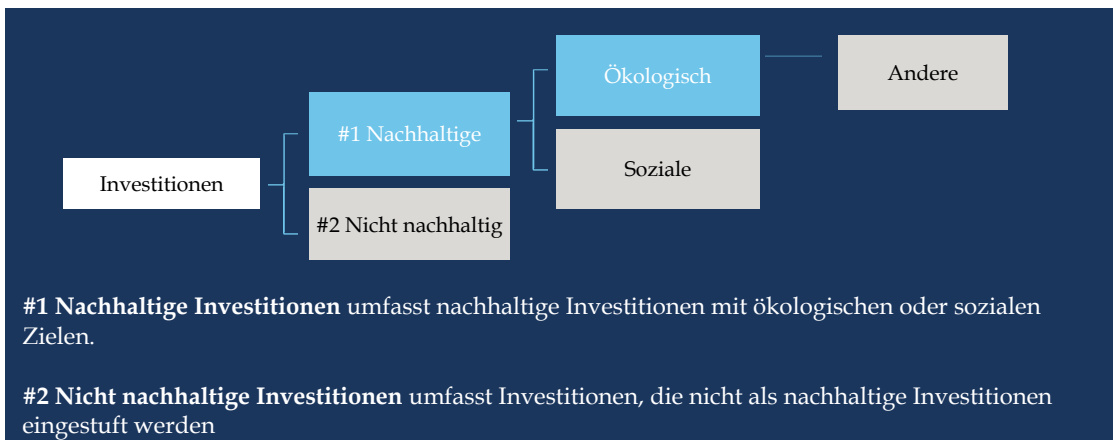 Ökologisch
Andere
#1 Nachhaltige
Soziale
Investitionen
#2 Nicht nachhaltig
#1 Nachhaltige Investitionen umfasst nachhaltige Investitionen mit ökologischen oder sozialen
Zielen.
#2 Nicht nachhaltige Investitionen umfasst Investitionen, die nicht als nachhaltige Investitionen
eingestuft werden